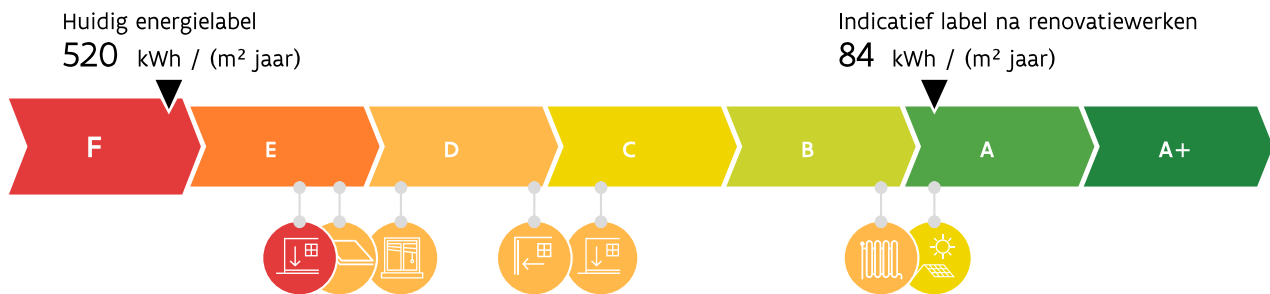 Huidig energielabel
520 kWh / (m² jaar)
Indicatief label na renovatiewerken
84 kWh / (m² jaar)
F
E
D
C
B
A
A+